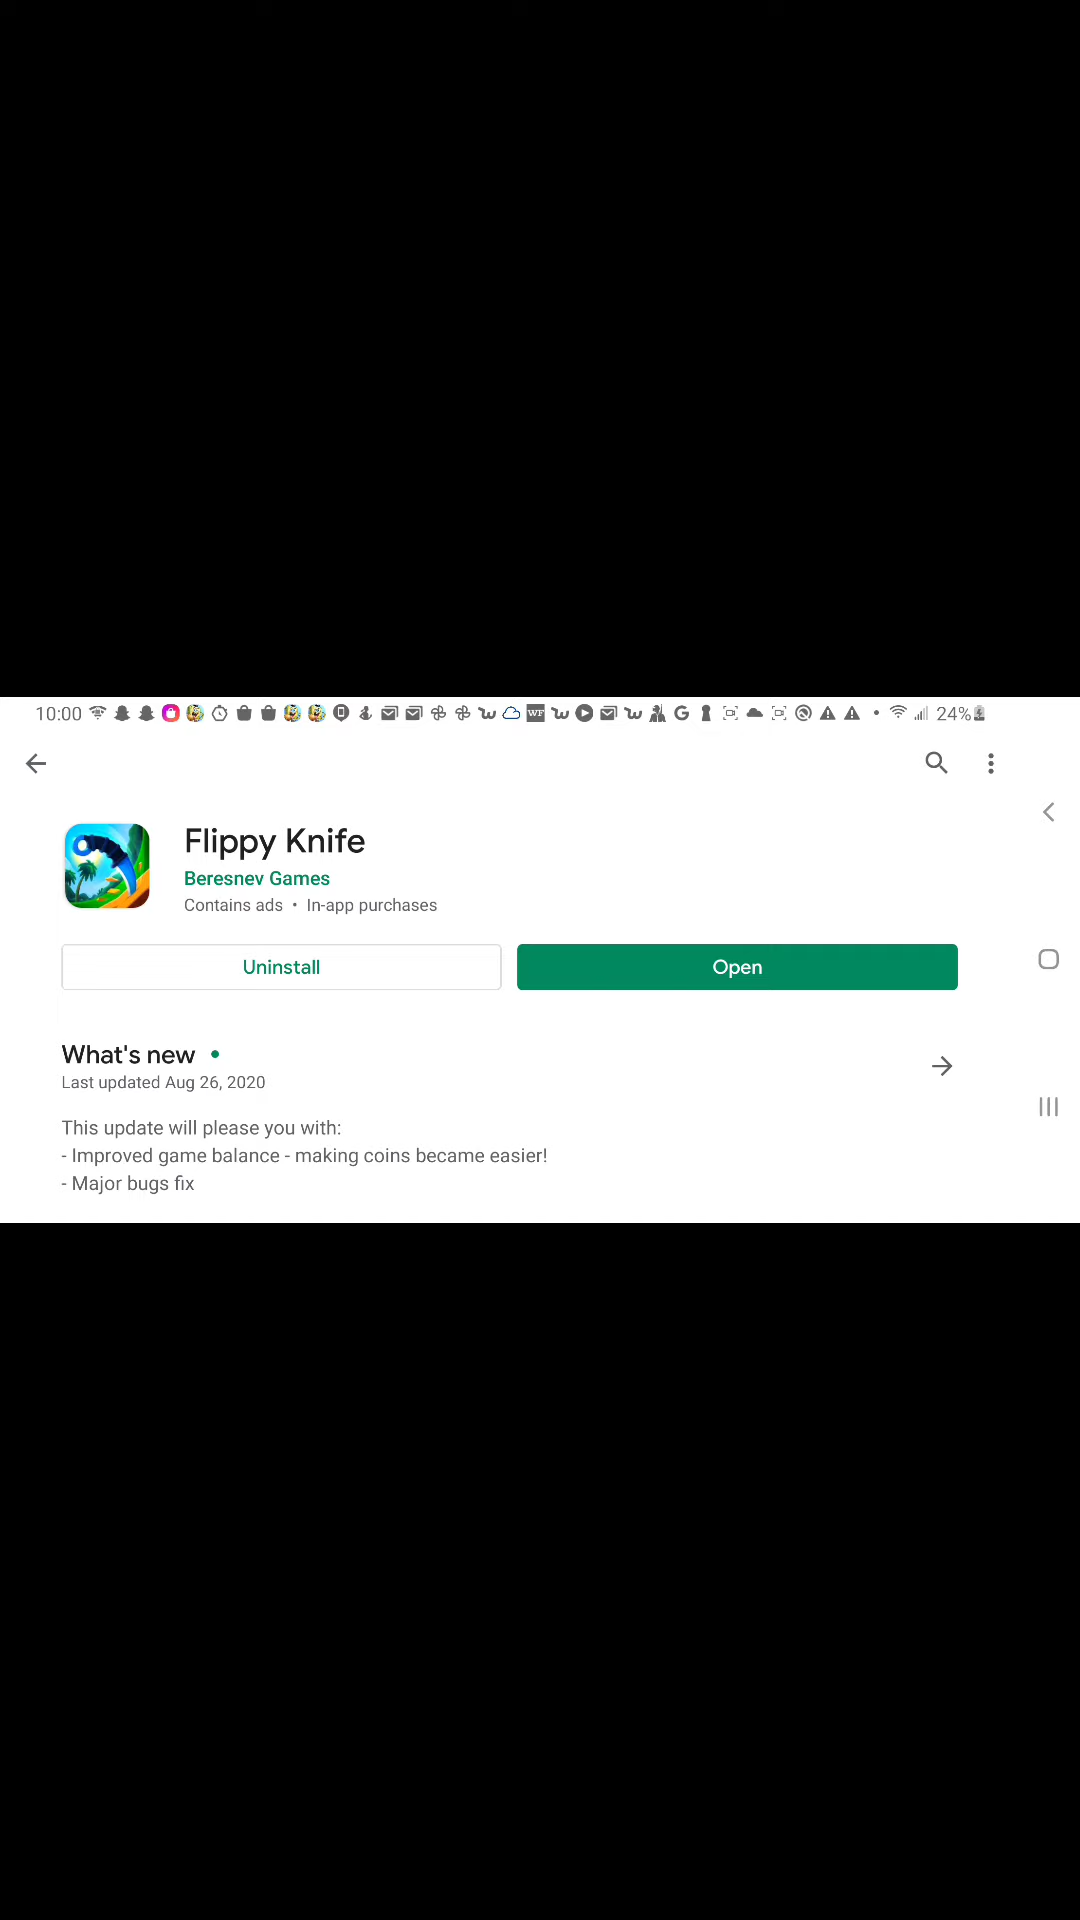 10:00 WF 24%
Flippy Knife
Beresnev Games
Contains ads • In-app purchases
Uninstall
Open
What's new
Last updated Aug 26, 2020
This update will please you with:
- Improved game balance - making coins became easier!
- Major bugs fix